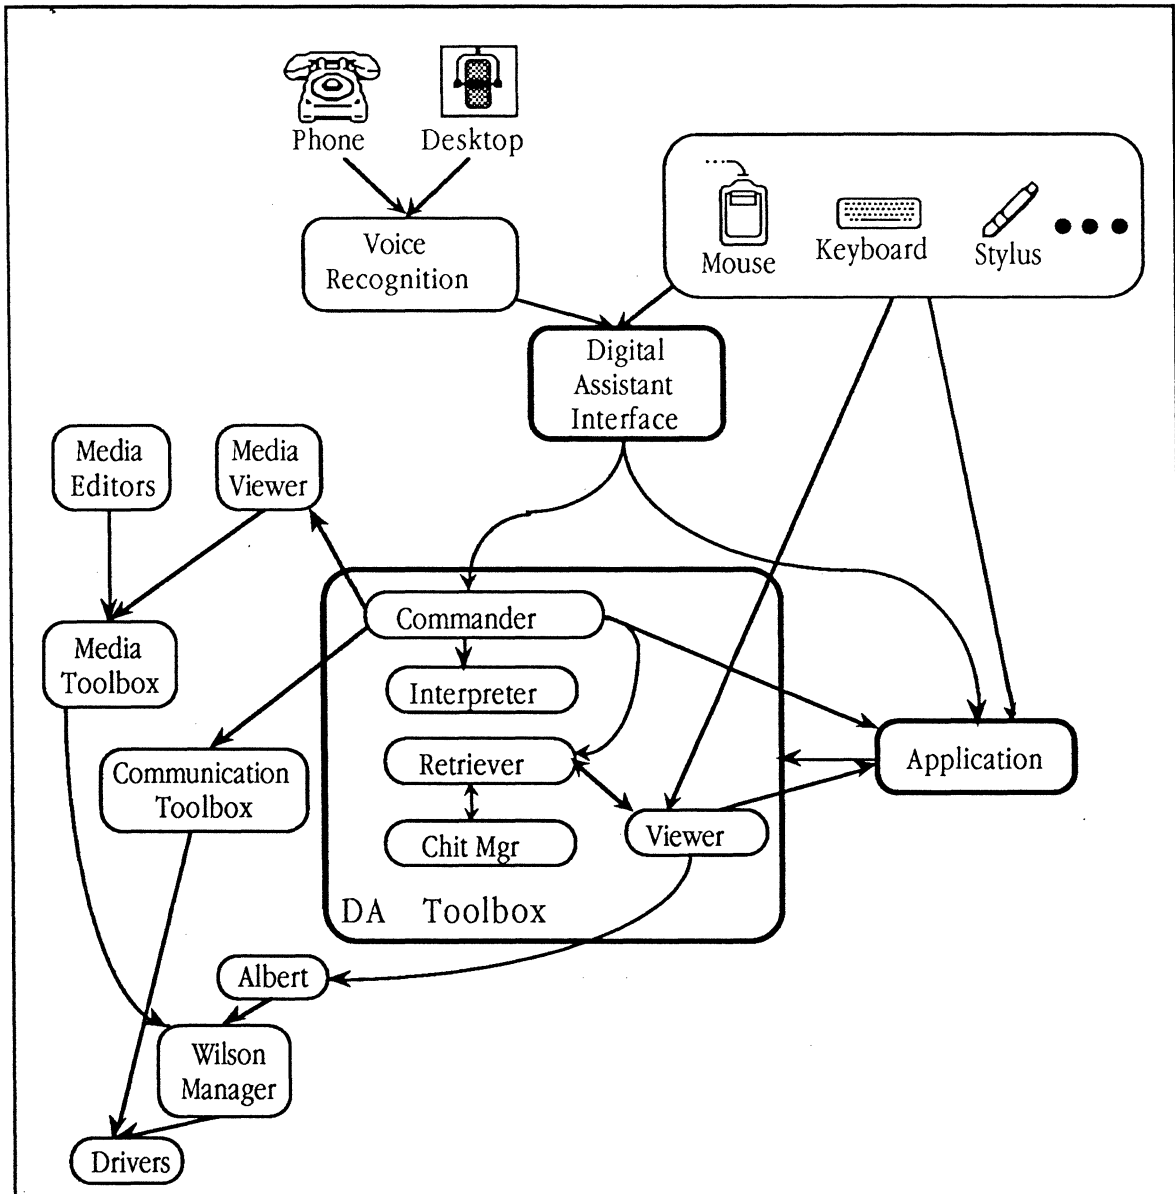 Phone
Desktop
Voice
Recognition
Mouse
Keyboard
Stylus
Digital
Assistant
Interface
Media
Editors
Media
Viewer
Commander
Media
Toolbox
Interpreter
Communication
Toolbox
Retriever
Application
Chit Mgr
Viewer
DA Toolbox
Albert
Wilson
Manager
Drivers